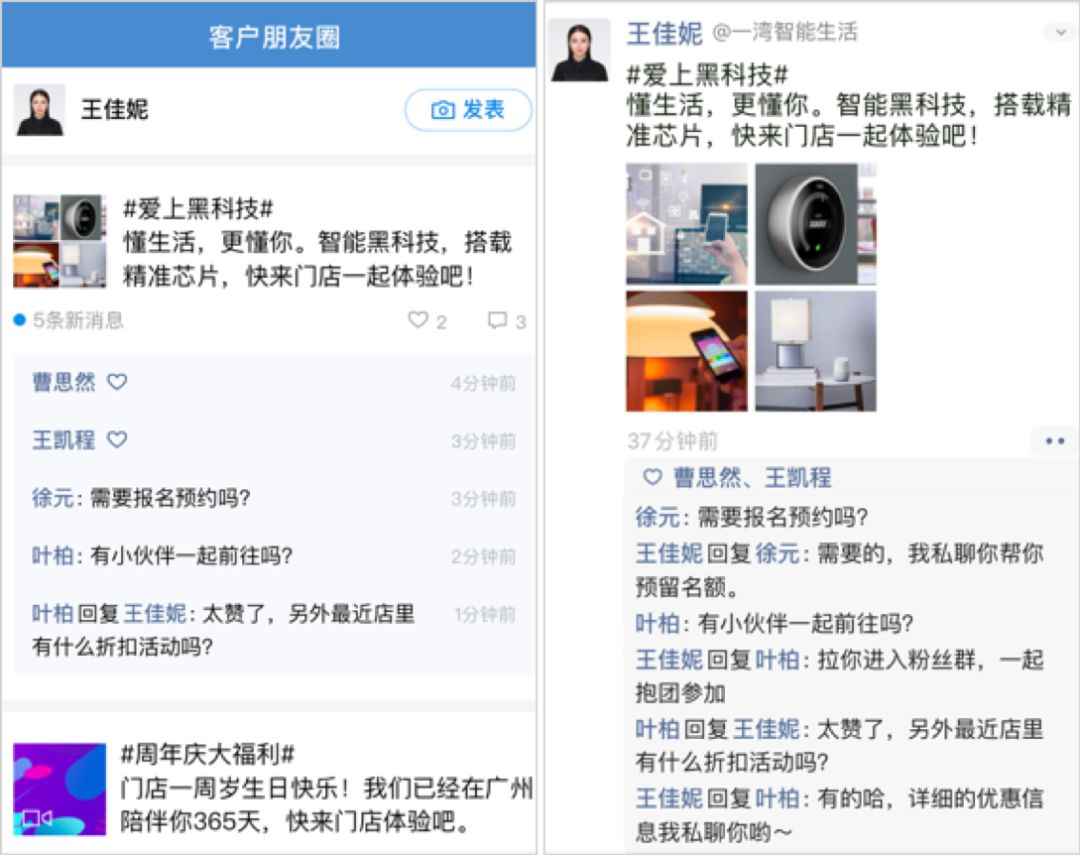 客户朋友圈
王佳妮
发表
#爱上黑科技#
懂生活，更懂你。智能黑科技，搭载
精准芯片，快来门店一起体验吧！
5条新消息
2
3
曹思然
4分钟前
王凯程
3分钟前
徐元：需要报名预约吗？
3分钟前
叶柏：有小伙伴一起前往吗？
2分钟前
叶柏回复王佳妮：太赞了，另外最近店里
1分钟前
有什么折扣活动吗？
#周年庆大福利#
门店一周岁生日快乐！我们已经在广州
陪伴你365天，快来门店体验吧。
王佳妮 @一湾智能生活
#爱上黑科技#
懂生活，更懂你。智能黑科技，搭载精
准芯片，快来门店一起体验吧！
37分钟前
曹思然、王凯程
徐元：需要报名预约吗？
王佳妮回复徐元：需要的，我私聊你帮你
预留名额。
叶柏：有小伙伴一起前往吗？
王佳妮回复叶柏：拉你进入粉丝群，一起
抱团参加
叶柏回复王佳妮：太赞了，另外最近店里
有什么折扣活动吗？
王佳妮回复叶柏：有的哈，详细的优惠信
息我私聊你哟～